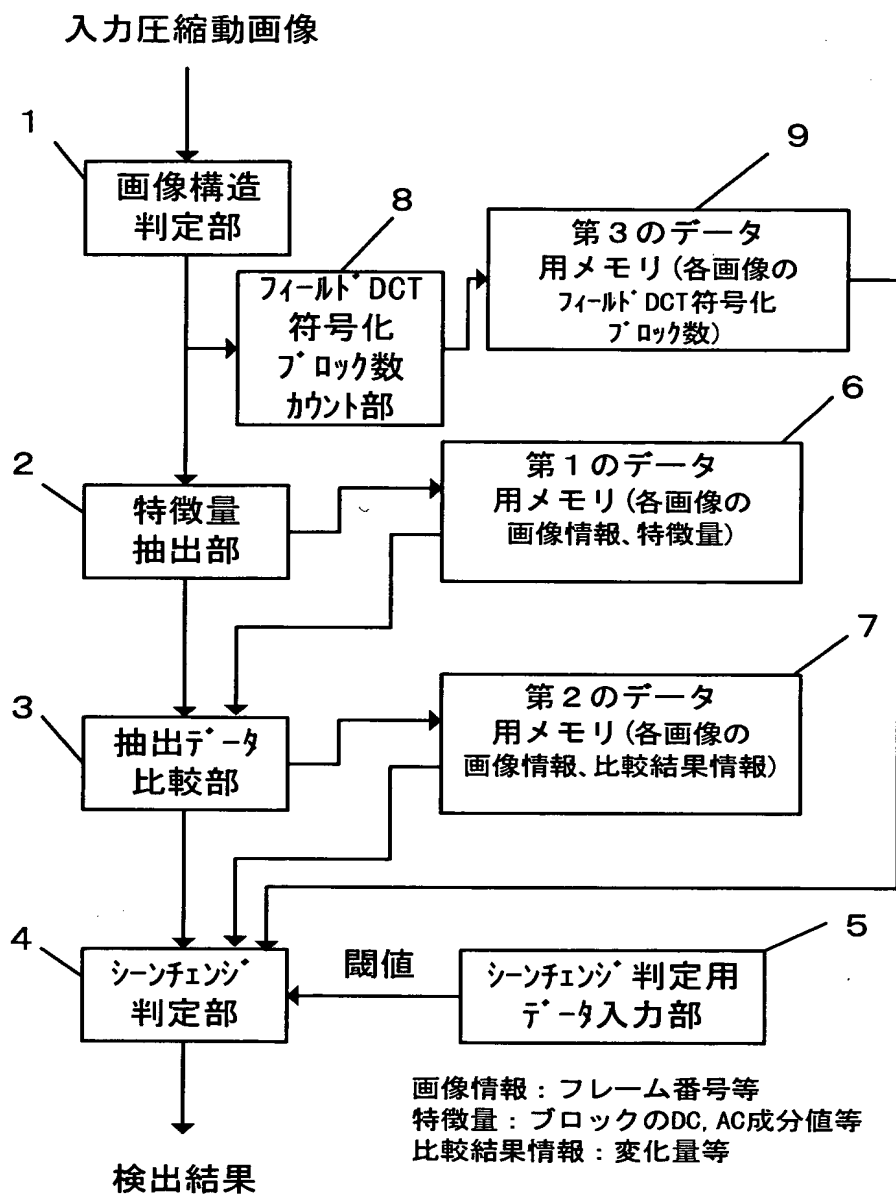 入力圧縮動画像
1
画像構造
判定部
8
フィールドDCT
符号化
ブロック数
カウント部
9
第3のデータ
用メモリ(各画像の
フィールドDCT符号化
ブロック数)
2
特徴量
抽出部
6
第1のデータ
用メモリ(各画像の
画像情報、特徴量)
3
抽出データ
比較部
7
第2のデータ
用メモリ(各画像の
画像情報、比較結果情報)
4
シーンチェンジ
判定部
閾値
5
シーンチェンジ判定用
データ入力部
画像情報:フレーム番号等
特徴量:ブロックのDC, AC成分値等
比較結果情報:変化量等
検出結果